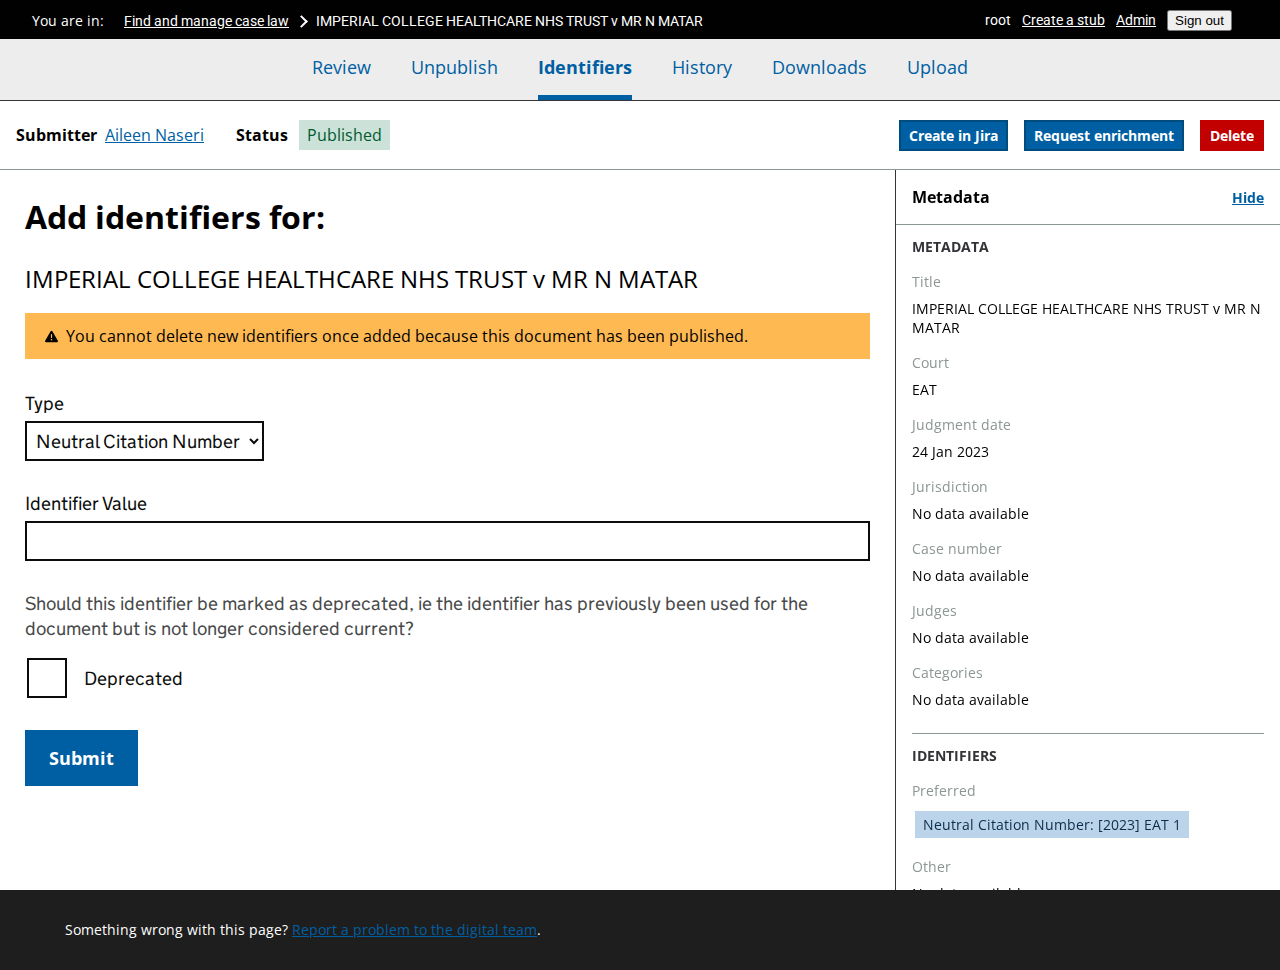 You are in: Find and manage case law IMPERIAL COLLEGE HEALTHCARE NHS TRUST v MR N MATAR
root Create a stub Admin Sign out
Review Unpublish Identifiers History Downloads Upload
Submitter Aileen Naseri Status Published
Create in Jira Request enrichment Delete
Add identifiers for:
IMPERIAL COLLEGE HEALTHCARE NHS TRUST v MR N MATAR
You cannot delete new identifiers once added because this document has been published.
Type
Neutral Citation Number
Identifier Value
Should this identifier be marked as deprecated, ie the identifier has previously been used for the
document but is not longer considered current?
Deprecated
Submit
Metadata Hide
METADATA
Title
IMPERIAL COLLEGE HEALTHCARE NHS TRUST v MR N
MATAR
Court
EAT
Judgment date
24 Jan 2023
Jurisdiction
No data available
Case number
No data available
Judges
No data available
Categories
No data available
IDENTIFIERS
Preferred
Neutral Citation Number: [2023] EAT 1
Other
Something wrong with this page? Report a problem to the digital team.